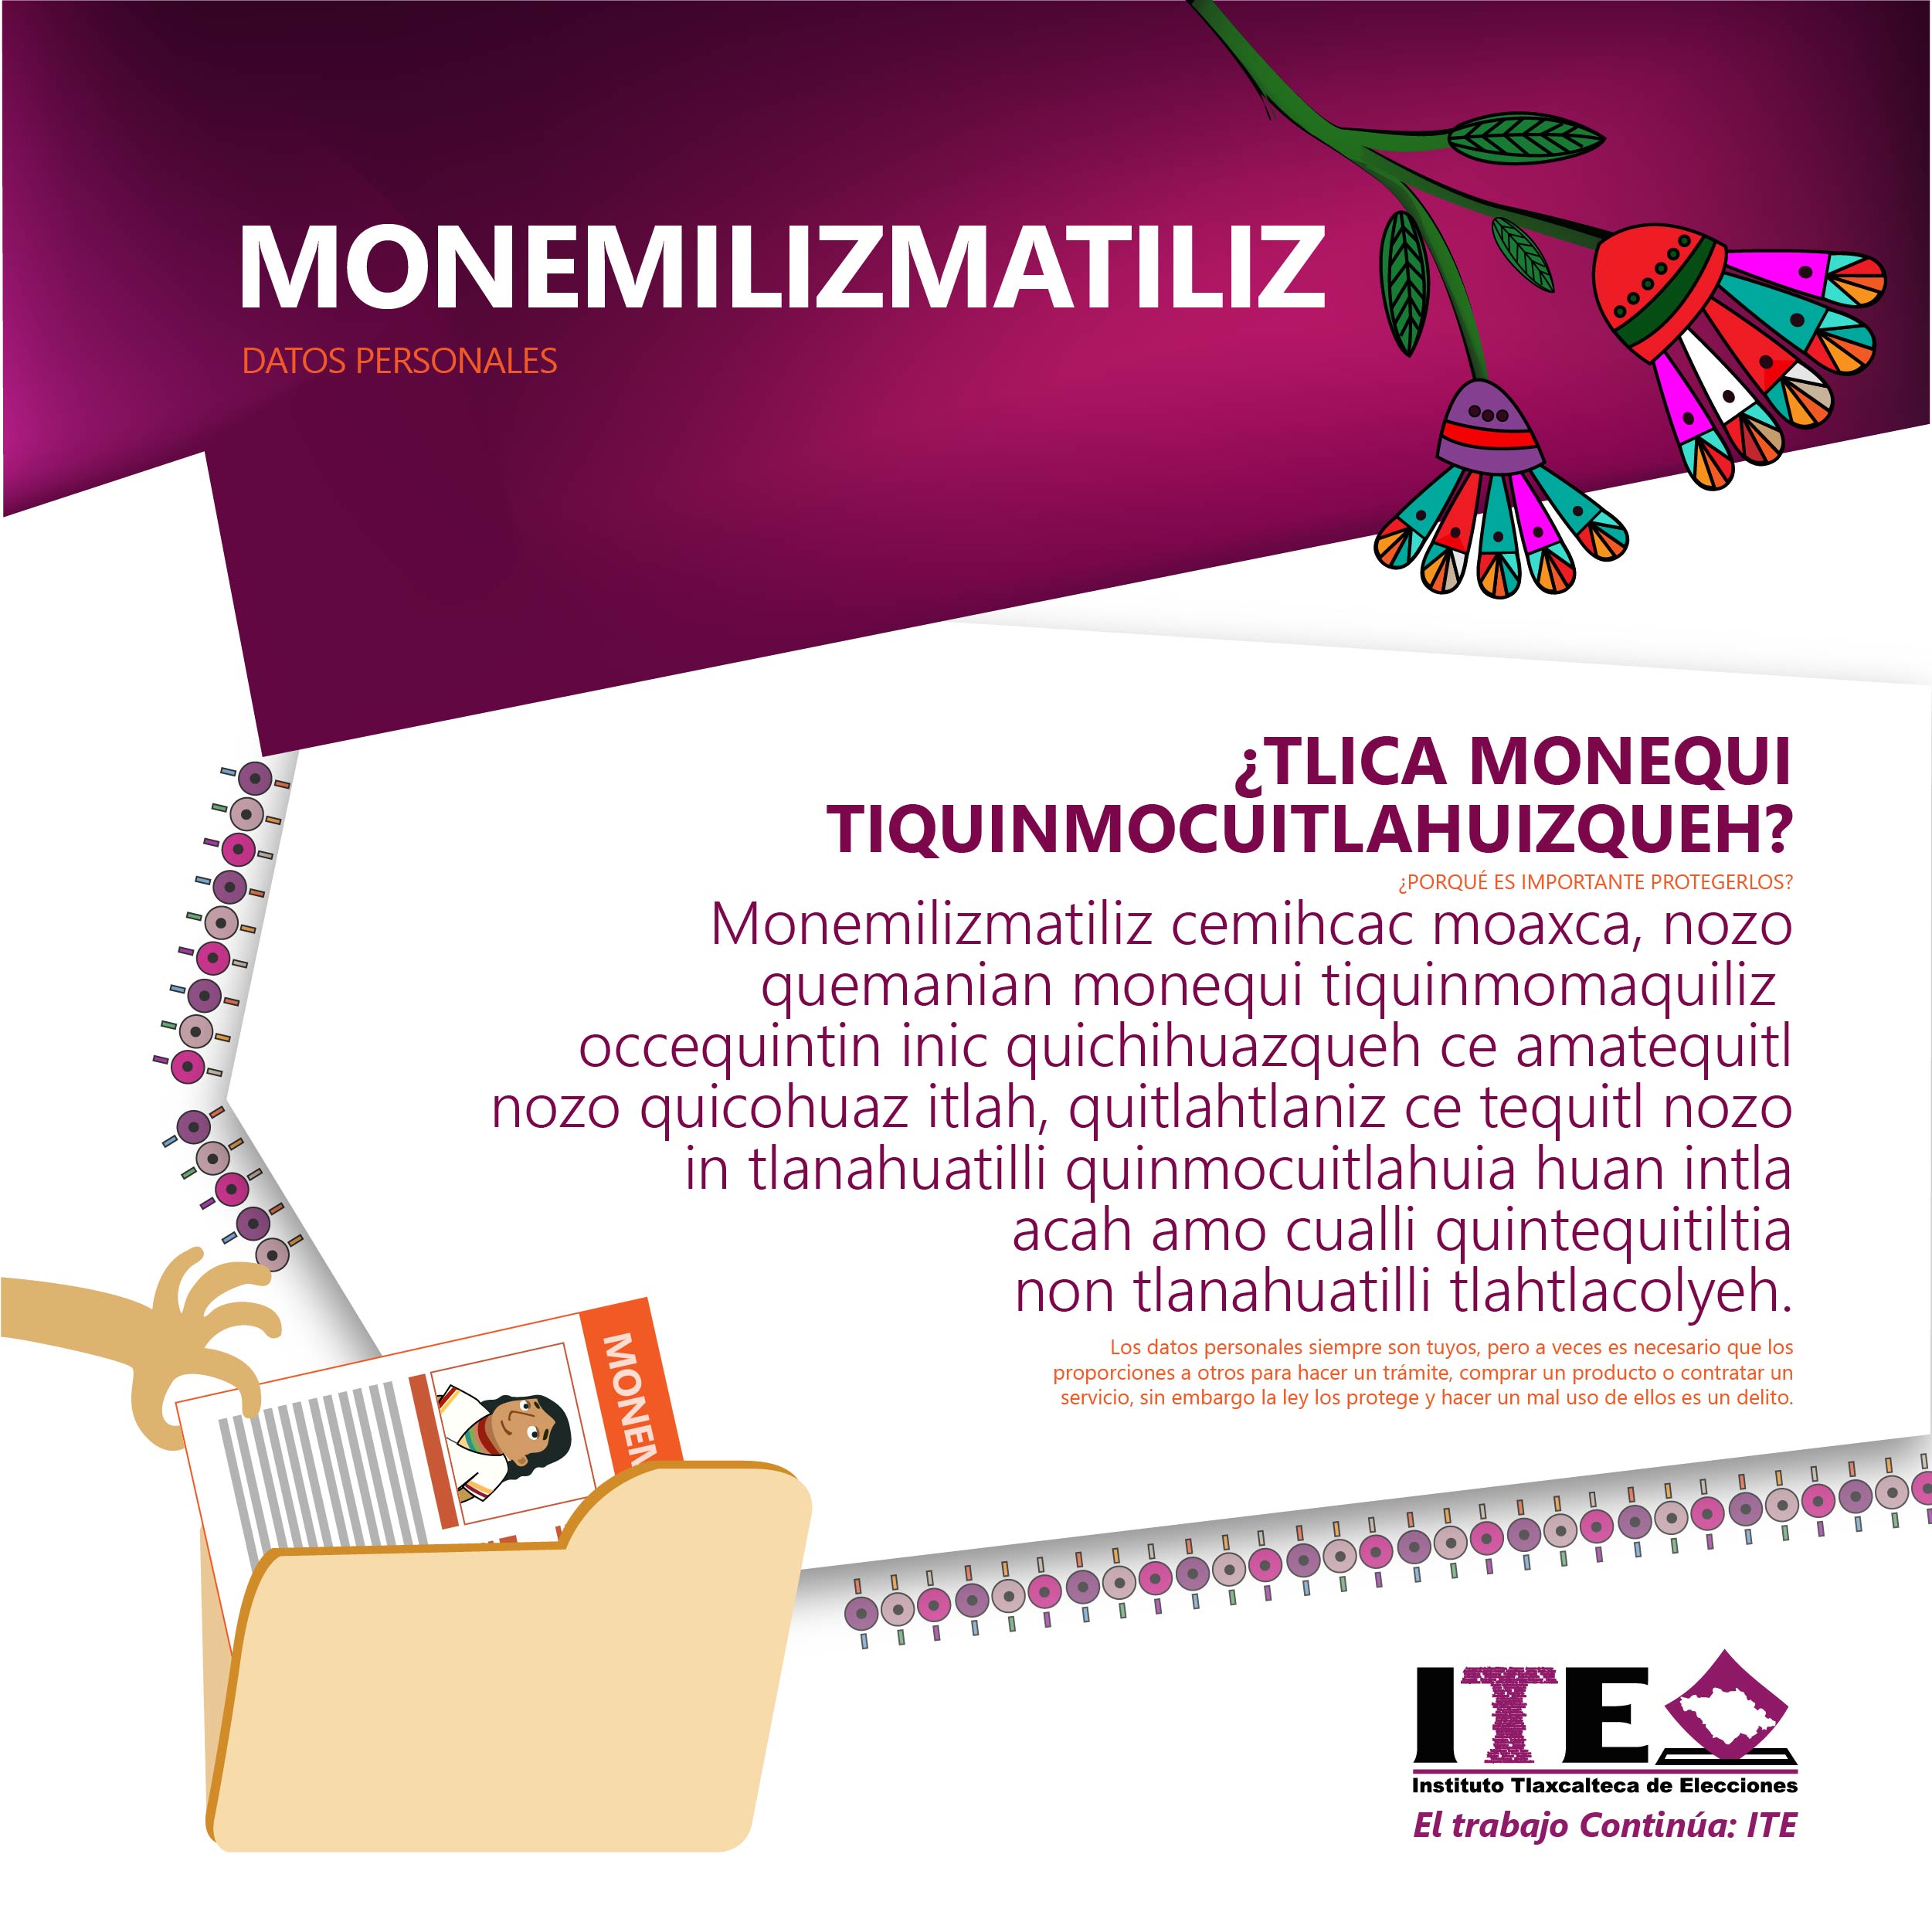 MONEMILIZMATILIZ
DATOS PERSONALES
¿TLICA MONEQUI
TIQUINMOCUITLAHUIZQUEH?
¿PORQUÉ ES IMPORTANTE PROTEGERLOS?
Monemilizmatiliz cemihcac moaxca, nozo
quemanian monequi tiquinmomaquiliz
occequintin inic quichihuazqueh ce amatequitl
nozo quicohuaz itlah, quitlahtlaniz ce tequitl nozo
in tlanahuatilli quinmocuitlahuia huan intla
acah amo cualli quintequitiltia
non tlanahuatilli tlahtlacolyeh.
Los datos personales siempre son tuyos, pero a veces es necesario que los
proporciones a otros para hacer un trámite, comprar un producto o contratar un
servicio, sin embargo la ley los protege y hacer un mal uso de ellos es un delito.
MONEM
ITE
Instituto Tlaxcalteca de Elecciones
El trabajo Continúa: ITE